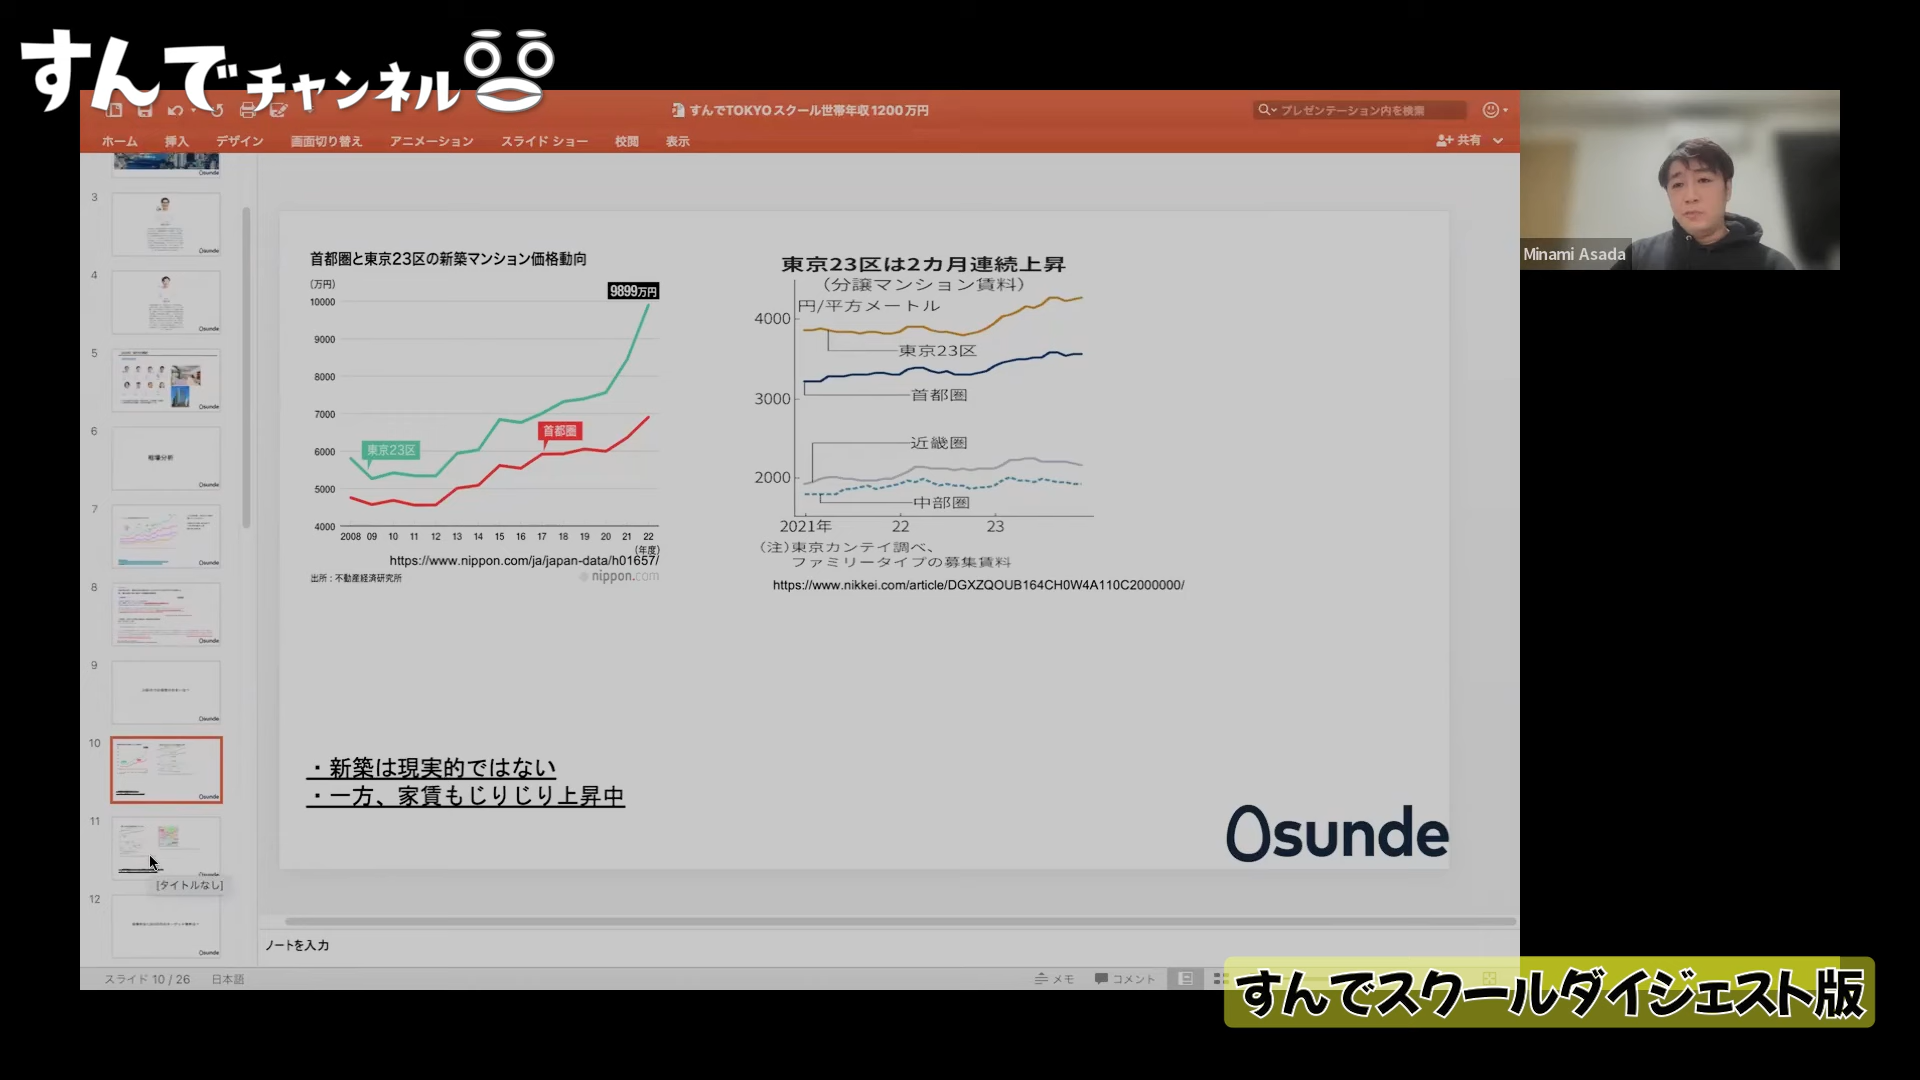 すんでチャンネル
すんでTOKYOスクール世帯年収1200万円
プレゼンテーション内を検索
ホーム 挿入 デザイン 画面切り替え アニメーション スライド ショー 校閲 表示
共有
Minami Asada
3
4
5
6
相場分析
7
8
9
10
11
[タイトルなし]
12
首都圏と東京23区の新築マンション価格動向
(万円)
9899万円
10000
9000
8000
7000
6000
5000
4000
東京23区
首都圏
2008 09 10 11 12 13 14 15 16 17 18 19 20 21 22
(年度)
https://www.nippon.com/ja/japan-data/h01657/
出所:不動産経済研究所
nippon.com
東京23区は2カ月連続上昇
(分譲マンション賃料)
円/平方メートル
4000
3000
2000
東京23区
首都圏
近畿圏
中部圏
2021年 22 23
(注)東京カンテイ調べ、
ファミリータイプの募集賃料
https://www.nikkei.com/article/DGXZQOUB164CH0W4A110C2000000/
・新築は現実的ではない
・一方、家賃もじりじり上昇中
Osunde
ノートを入力
スライド 10 / 26 日本語
メモ コメント
すんでスクールダイジェスト版